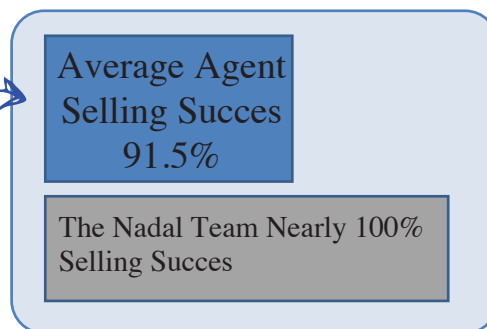 Average Agent
Selling Succes
91.5%
The Nadal Team Nearly 100%
Selling Succes